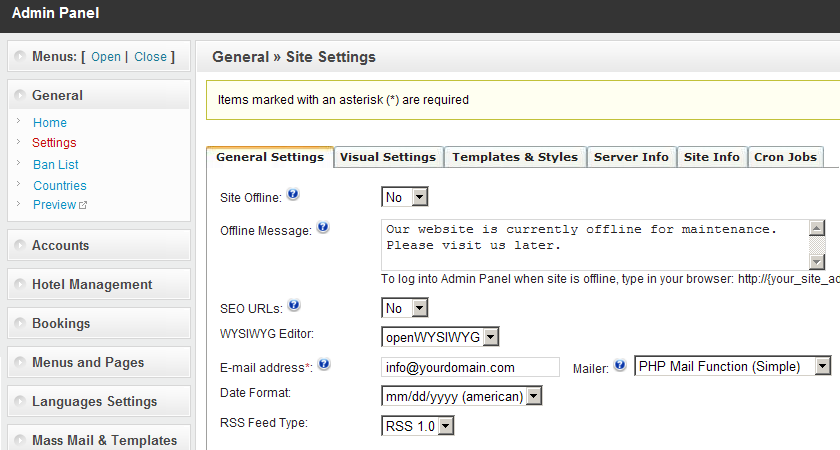 Admin Panel
Menus: [ Open | Close ]
General
Home
Settings
Ban List
Countries
Preview
Accounts
Hotel Management
Bookings
Menus and Pages
Languages Settings
Mass Mail & Templates
General » Site Settings
Items marked with an asterisk (*) are required
General Settings Visual Settings Templates & Styles Server Info Site Info Cron Jobs
Site Offline: ? No
Offline Message: ? Our website is currently offline for maintenance.
Please visit us later.
To log into Admin Panel when site is offline, type in your browser: http://{your_site_ad
SEO URLs: ? No
WYSIWYG Editor: openWYSIWYG
E-mail address*: ? info@yourdomain.com Mailer: ? PHP Mail Function (Simple)
Date Format: mm/dd/yyyy (american)
RSS Feed Type: RSS 1.0